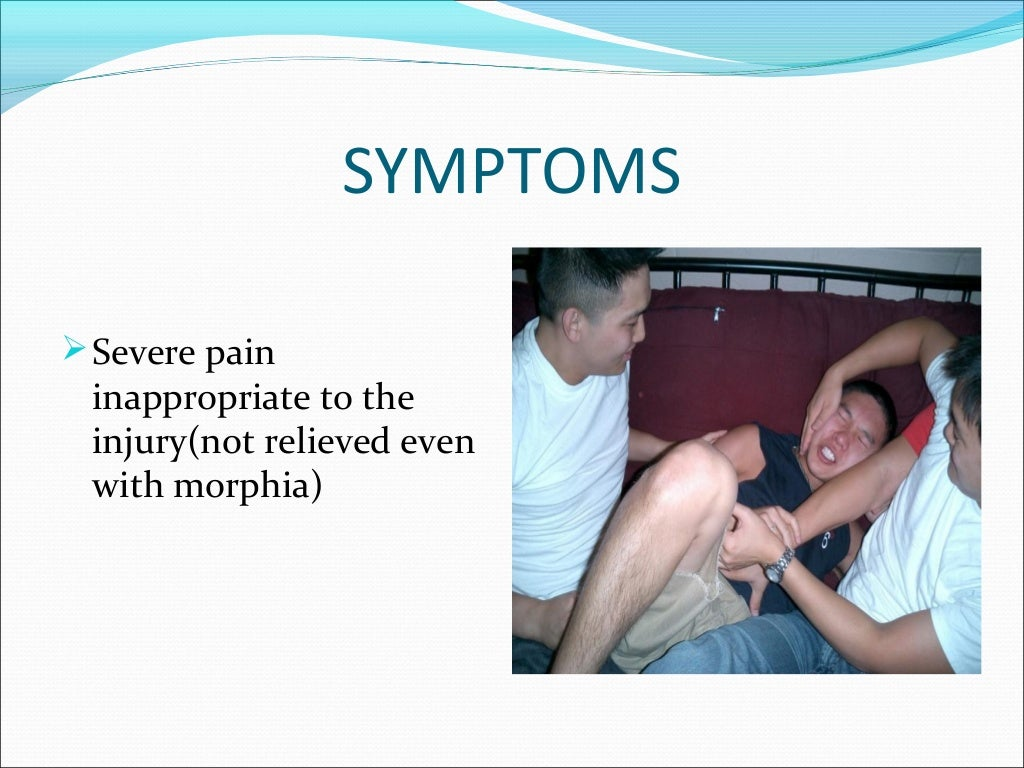 SYMPTOMS
Severe pain
inappropriate to the
injury(not relieved even
with morphia)